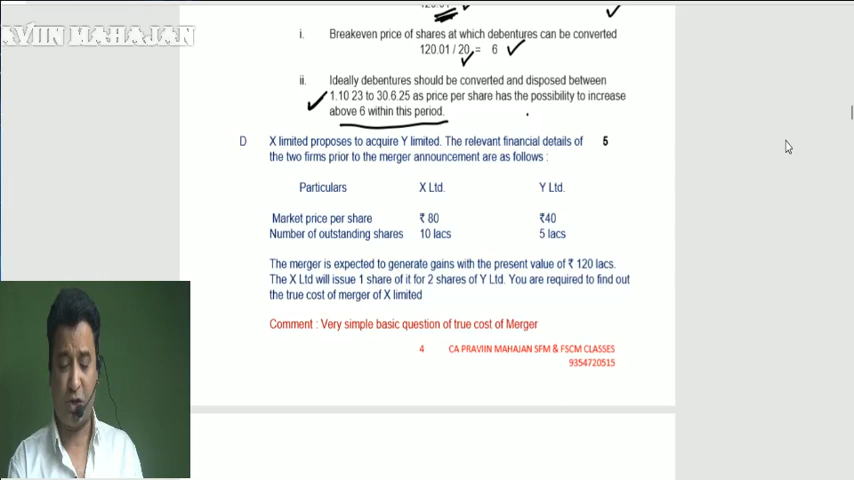 PRAVIIN MAHAJAN
i. Breakeven price of shares at which debentures can be converted
120.01 / 20 = 6
ii. Ideally debentures should be converted and disposed between
1.10 23 to 30.6.25 as price per share has the possibility to increase
above 6 within this period.
D X limited proposes to acquire Y limited. The relevant financial details of 5
the two firms prior to the merger announcement are as follows :
Particulars X Ltd. Y Ltd.
Market price per share ₹ 80 ₹40
Number of outstanding shares 10 lacs 5 lacs
The merger is expected to generate gains with the present value of ₹ 120 lacs.
The X Ltd will issue 1 share of it for 2 shares of Y Ltd. You are required to find out
the true cost of merger of X limited
Comment : Very simple basic question of true cost of Merger
4 CA PRAVIIN MAHAJAN SFM & FSCM CLASSES
9354720515